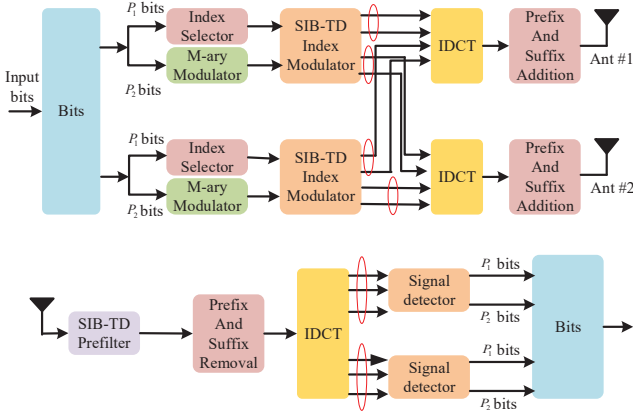 Input
bits
Bits
P1 bits
P2 bits
Index
Selector
M-ary
Modulator
SIB-TD
Index
Modulator
IDCT
Prefix
And
Suffix
Addition
Ant #1
P1 bits
P2 bits
Index
Selector
M-ary
Modulator
SIB-TD
Index
Modulator
IDCT
Prefix
And
Suffix
Addition
Ant #2
SIB-TD
Prefilter
Prefix
And
Suffix
Removal
IDCT
Signal
detector
P1 bits
P2 bits
Signal
detector
P1 bits
P2 bits
Bits